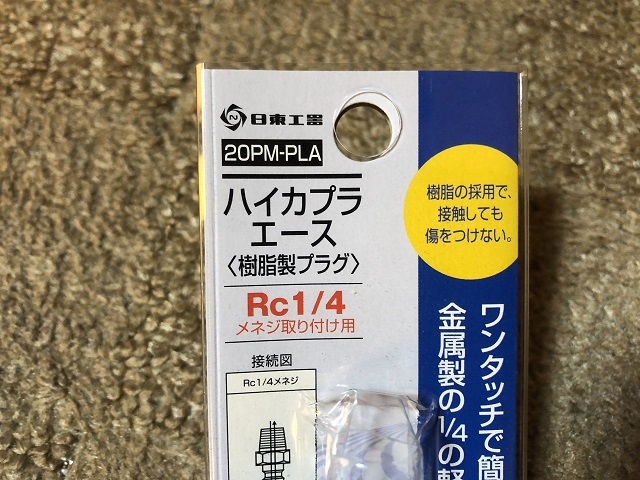 日東工器
20PM-PLA
ハイカプラ
エース
〈樹脂製プラグ〉
Rc1/4
メネジ取り付け用
接続図
Rc1/4メネジ
樹脂の採用で、
接触しても
傷をつけない。
ワンタッチで簡
金属製の1/4の軽